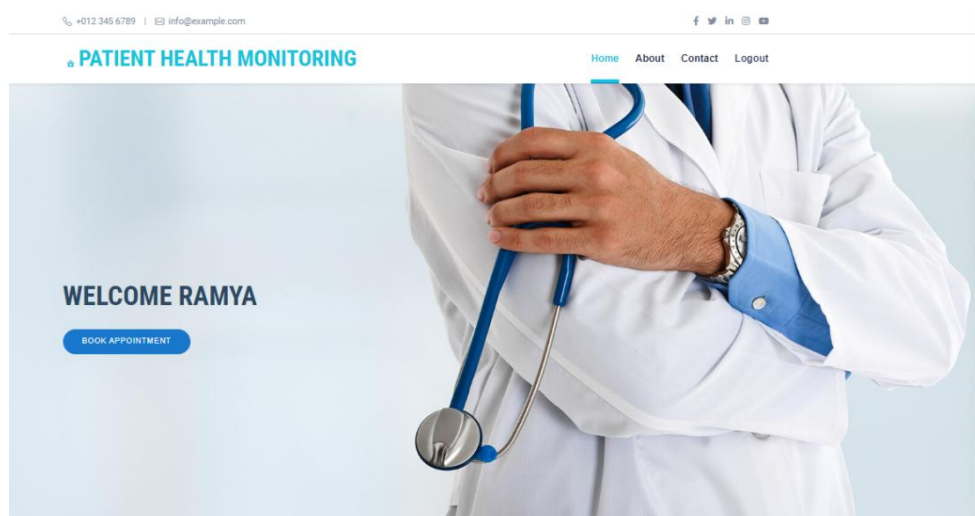 +012 345 6789 | info@example.com
PATIENT HEALTH MONITORING
Home About Contact Logout
WELCOME RAMYA
BOOK APPOINTMENT